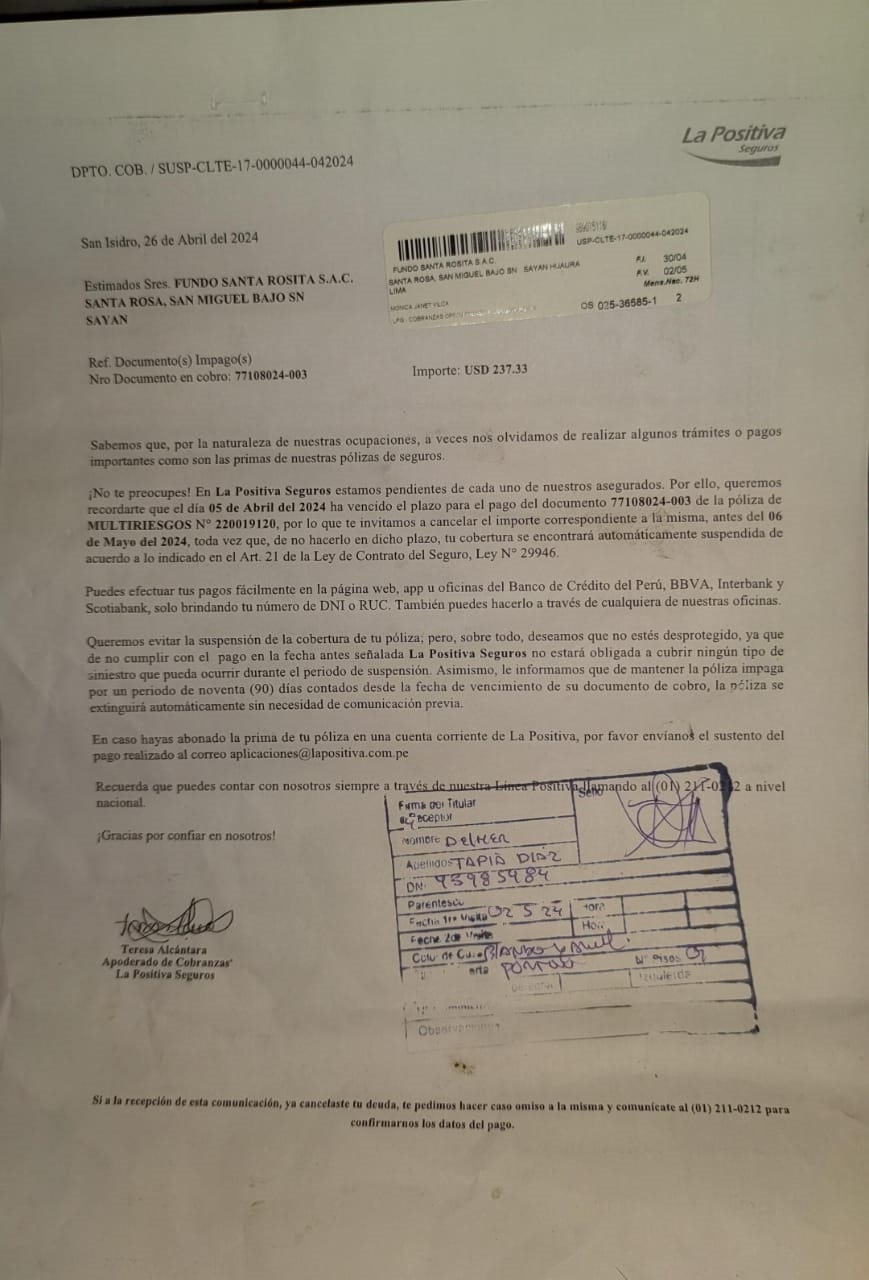 La Positiva
Seguros
DPTO. COB. / SUSP-CLTE-17-0000044-042024
San Isidro, 26 de Abril del 2024
USP-CLTE-17-0000044-042024
FUNDO SANTA ROSITA S.A.C.
SANTA ROSA, SAN MIGUEL BAJO SN SAYAN HUAURA
LIMA
30/04
P.V. 02/05
Mens.Nac. 72H
MONICA JANET VILCA
OS 025-36585-1 2
Estimados Sres. FUNDO SANTA ROSITA S.A.C.
SANTA ROSA, SAN MIGUEL BAJO SN
SAYAN
Ref. Documento(s) Impago(s)
Nro Documento en cobro: 77108024-003
Importe: USD 237.33
Sabemos que, por la naturaleza de nuestras ocupaciones, a veces nos olvidamos de realizar algunos trámites o pagos
importantes como son las primas de nuestras pólizas de seguros.
¡No te preocupes! En La Positiva Seguros estamos pendientes de cada uno de nuestros asegurados. Por ello, queremos
recordarte que el día 05 de Abril del 2024 ha vencido el plazo para el pago del documento 77108024-003 de la póliza de
MULTIRIESGOS N° 220019120, por lo que te invitamos a cancelar el importe correspondiente a la misma, antes del 06
de Mayo del 2024, toda vez que, de no hacerlo en dicho plazo, tu cobertura se encontrará automáticamente suspendida de
acuerdo a lo indicado en el Art. 21 de la Ley de Contrato del Seguro, Ley N° 29946.
Puedes efectuar tus pagos fácilmente en la página web, app u oficinas del Banco de Crédito del Perú, BBVA, Interbank y
Scotiabank, solo brindando tu número de DNI o RUC. También puedes hacerlo a través de cualquiera de nuestras oficinas.
Queremos evitar la suspensión de la cobertura de tu póliza; pero, sobre todo, deseamos que no estés desprotegido, ya que
de no cumplir con el pago en la fecha antes señalada La Positiva Seguros no estará obligada a cubrir ningún tipo de
siniestro que pueda ocurrir durante el periodo de suspensión. Asimismo, le informamos que de mantener la póliza impaga
por un periodo de noventa (90) días contados desde la fecha de vencimiento de su documento de cobro, la póliza se
extinguirá automáticamente sin necesidad de comunicación previa.
En caso hayas abonado la prima de tu póliza en una cuenta corriente de La Positiva, por favor envíanos el sustento del
pago realizado al correo aplicaciones@lapositiva.com.pe
Recuerda que puedes contar con nosotros siempre a través de nuestra Línea Positiva llamando al (01) 211-0212 a nivel
nacional.
¡Gracias por confiar en nosotros!
Firma del Titular
Receptor
Sello
Nombre DELMER
Apellidos TAPIA DIAZ
DNI 43985984
Parentesco
Fecha 1ra Visita 02 5 24 Hora
Fecha 2da Visita Hora
Color de Casa BLANCO Y AZUL
PORTON N° Pisos 02
Izquierda
Observaciones
Teresa Alcántara
Apoderado de Cobranzas
La Positiva Seguros
Si a la recepción de esta comunicación, ya cancelaste tu deuda, te pedimos hacer caso omiso a la misma y comunícate al (01) 211-0212 para
confirmarnos los datos del pago.